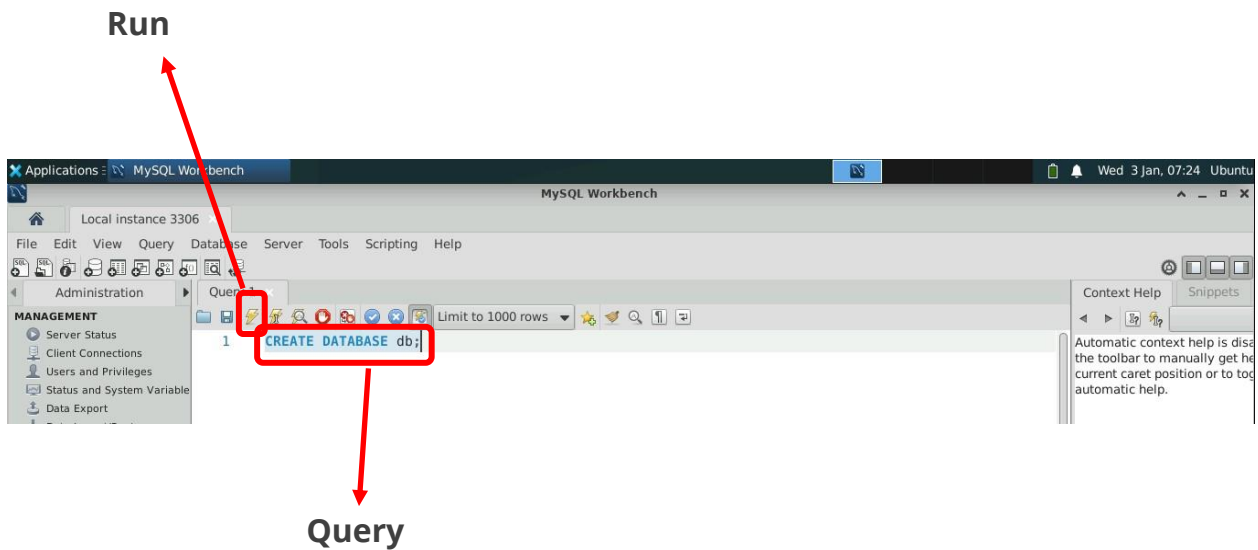 Run
Applications
MySQL Workbench
Wed 3 Jan, 07:24 Ubuntu
MySQL Workbench
Local instance 3306
File Edit View Query Database Server Tools Scripting Help
Administration
Query 1
Context Help
Snippets
MANAGEMENT
Limit to 1000 rows
Server Status
1 CREATE DATABASE db;
Client Connections
Users and Privileges
Status and System Variable
Data Export
Automatic context help is disa
the toolbar to manually get he
current caret position or to tog
automatic help.
Query